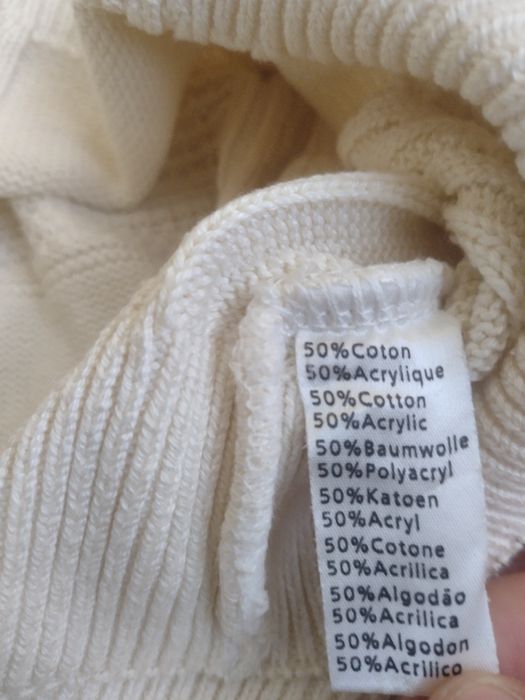 50%Coton
50%Acrylique
50%Cotton
50%Acrylic
50%Baumwolle
50%Polyacryl
50%Katoen
50%Acryl
50%Cotone
50%Acrilica
50%Algodão
50%Acrilica
50%Algodon
50%Acrilico